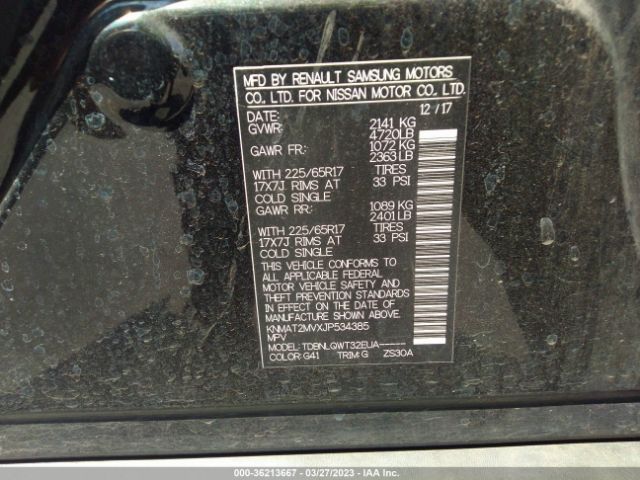 MFD BY RENAULT SAMSUNG MOTORS
CO., LTD. FOR NISSAN MOTOR CO., LTD.
DATE: 12 / 17
GVWR: 2141 KG
4720LB
GAWR FR: 1072 KG
2363 LB
WITH 225/65R17 TIRES
17X7J RIMS AT 33 PSI
COLD SINGLE
GAWR RR: 1089 KG
2401 LB
WITH 225/65R17 TIRES
17X7J RIMS AT 33 PSI
COLD SINGLE
THIS VEHICLE CONFORMS TO
ALL APPLICABLE FEDERAL
MOTOR VEHICLE SAFETY AND
THEFT PREVENTION STANDARDS
IN EFFECT ON THE DATE OF
MANUFACTURE SHOWN ABOVE.
KNMAT2MVXJP534385
MPV
MODEL: TDBNLQWT32EUA------
COLOR: G41 TRIM: G ZS30A
000-36213667 - 03/27/2023 - IAA Inc.